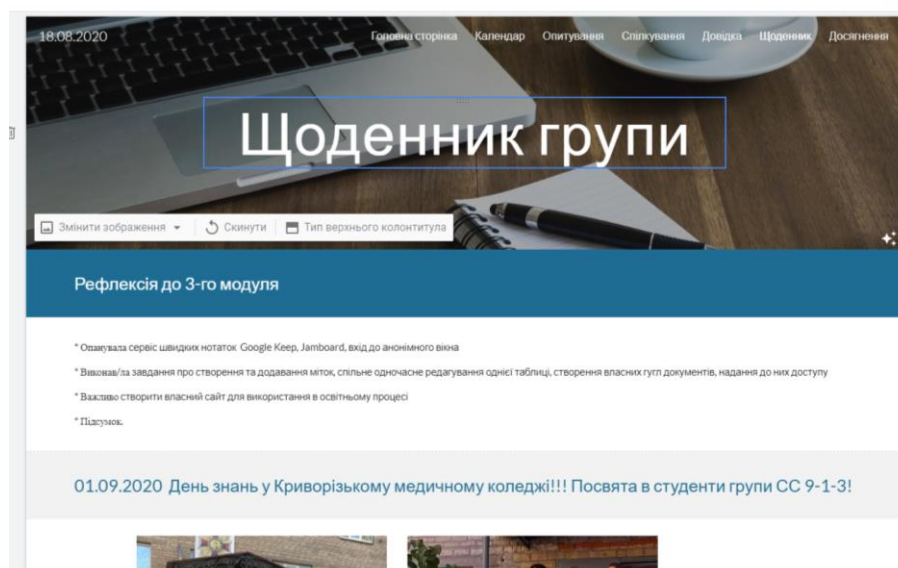 18.08.2020
Головна сторінка Календар Опитування Спілкування Довідка Щоденник Досягнення
Щоденник групи
Змінити зображення Скинути Тип верхнього колонтитула
Рефлексія до 3-го модуля
* Опанувала сервіс швидких нотаток Google Keep, Jamboard, вхід до анонімного вікна
* Виконав/ла завдання про створення та додавання міток, спільне одночасне редагування однієї таблиці, створення власних гугл документів, надання до них доступу
* Важливо створити власний сайт для використання в освітньому процесі
* Підсумок.
01.09.2020 День знань у Криворізькому медичному коледжі!!! Посвята в студенти групи СС 9-1-3!